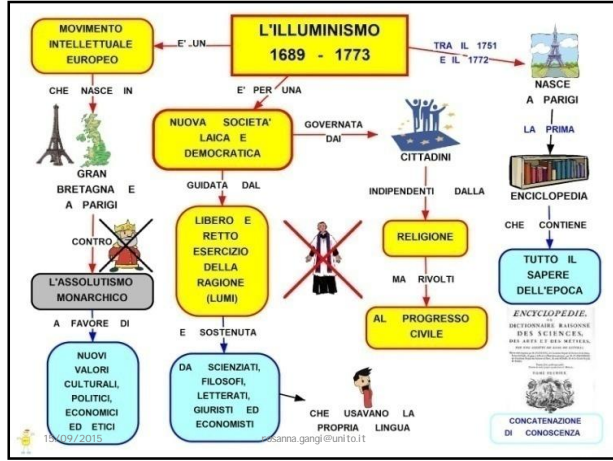 L'ILLUMINISMO
1689 - 1773
E' UN
MOVIMENTO
INTELLETTUALE
EUROPEO
CHE NASCE IN
GRAN
BRETAGNA E
A PARIGI
CONTRO
L'ASSOLUTISMO
MONARCHICO
A FAVORE DI
NUOVI
VALORI
CULTURALI,
POLITICI,
ECONOMICI
ED ETICI
E' PER UNA
NUOVA SOCIETA'
LAICA E
DEMOCRATICA
GUIDATA DAL
LIBERO E
RETTO
ESERCIZIO
DELLA
RAGIONE
(LUMI)
E SOSTENUTA
DA SCIENZIATI,
FILOSOFI,
LETTERATI,
GIURISTI ED
ECONOMISTI
CHE USAVANO LA
PROPRIA LINGUA
GOVERNATA
DAI
CITTADINI
INDIPENDENTI DALLA
RELIGIONE
MA RIVOLTI
AL PROGRESSO
CIVILE
TRA IL 1751
E IL 1772
NASCE
A PARIGI
LA PRIMA
ENCICLOPEDIA
CHE CONTIENE
TUTTO IL
SAPERE
DELL'EPOCA
ENCYCLOPEDIE,
OU
DICTIONNAIRE RAISONNÉ
DES SCIENCES,
DES ARTS ET DES MÉTIERS,
TOME PREMIER
CONCATENAZIONE
DI CONOSCENZA
15/09/2015
rosanna.gangi@unito.it